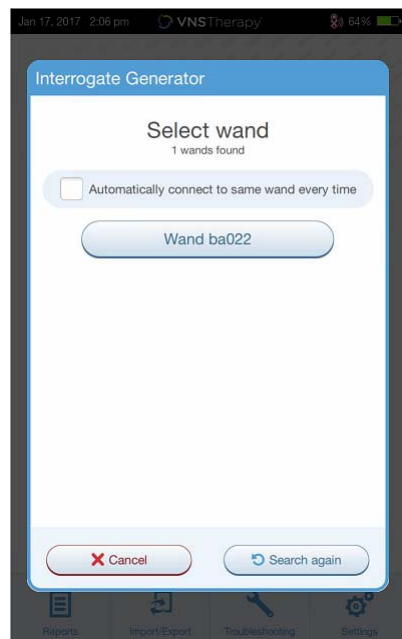 Jan 17, 2017 2:06 pm VNSTherapy 64%
Interrogate Generator
Select wand
1 wands found
Automatically connect to same wand every time
Wand ba022
Cancel Search again
Reports Import/Export Troubleshooting Settings